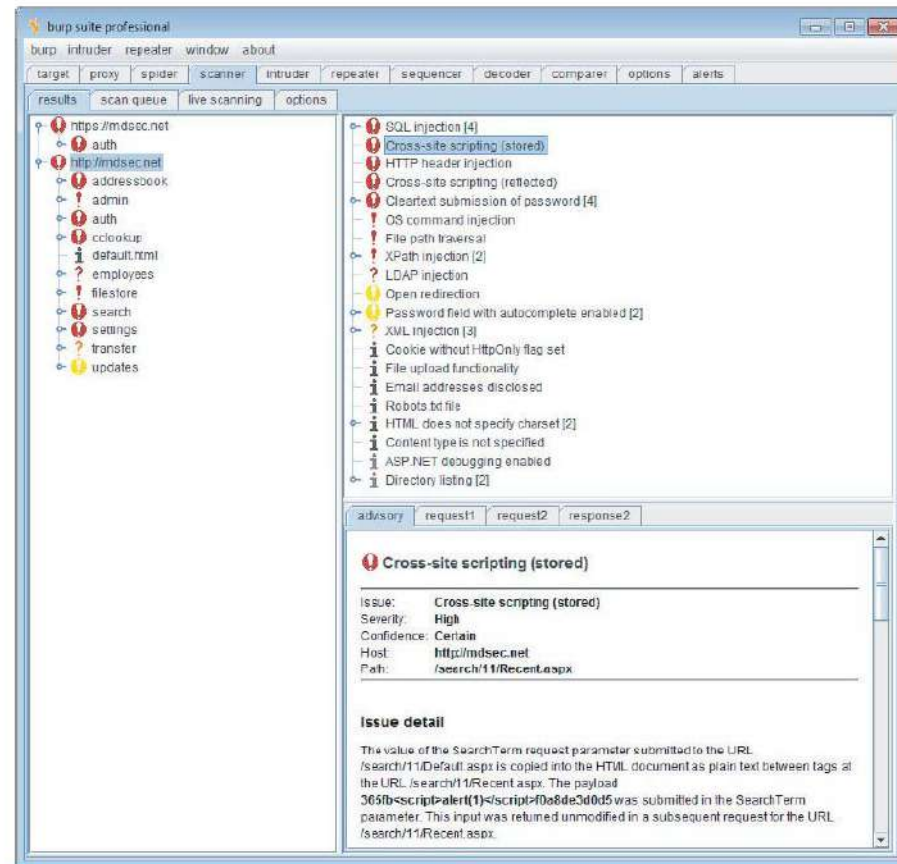 burp suite professional
burp intruder repeater window about
target proxy spider scanner intruder repeater sequencer decoder comparer options alerts
results scan queue live scanning options
https://mdsec.net
auth
http://mdsec.net
addressbook
admin
auth
cclookup
default.html
employees
filestore
search
settings
transfer
updates
SQL injection [4]
Cross-site scripting (stored)
HTTP header injection
Cross-site scripting (reflected)
Cleartext submission of password [4]
OS command injection
File path traversal
XPath injection [2]
LDAP injection
Open redirection
Password field with autocomplete enabled [2]
XML injection [3]
Cookie without HttpOnly flag set
File upload functionality
Email addresses disclosed
Robots.txt file
HTML does not specify charset [2]
Content type is not specified
ASP.NET debugging enabled
Directory listing [2]
advisory request1 request2 response2
Cross-site scripting (stored)
Issue: Cross-site scripting (stored)
Severity: High
Confidence: Certain
Host: http://mdsec.net
Path: /search/11/Recent.aspx
Issue detail
The value of the SearchTerm request parameter submitted to the URL
/search/11/Default.aspx is copied into the HTML document as plain text between tags at
the URL /search/11/Recent.aspx. The payload
365fb<script>alert(1)</script>f0a8de3d0d5 was submitted in the SearchTerm
parameter. This input was returned unmodified in a subsequent request for the URL
/search/11/Recent.aspx.